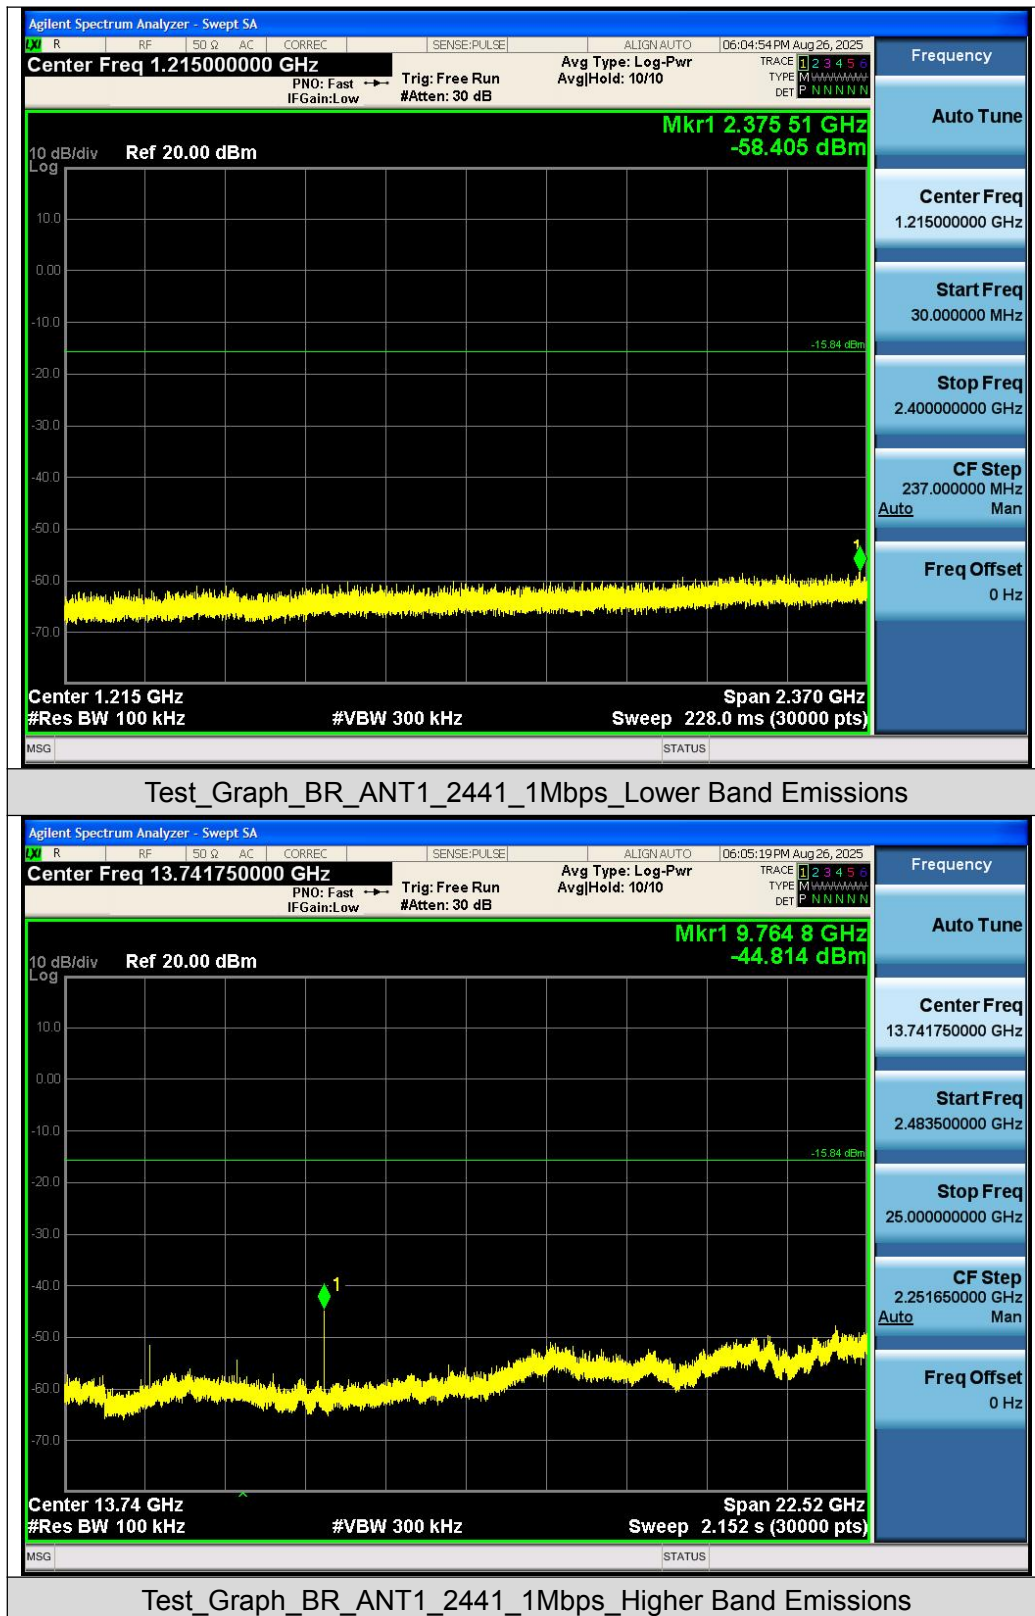 Agilent Spectrum Analyzer - Swept SA
LXI R RF 50 Ω AC CORREC SENSE:PULSE ALIGN AUTO 06:04:54 PM Aug 26, 2025
Center Freq 1.215000000 GHz
PNO: Fast
IFGain:Low
Trig: Free Run
#Atten: 30 dB
Avg Type: Log-Pwr
Avg|Hold: 10/10
TRACE 1 2 3 4 5 6
TYPE M
DET P N N N N N
Mkr1 2.375 51 GHz
-58.405 dBm
10 dB/div
Log
Ref 20.00 dBm
10.0
0.00
-10.0
-15.84 dBm
-20.0
-30.0
-40.0
-50.0
1
-60.0
-70.0
Center 1.215 GHz
Span 2.370 GHz
#Res BW 100 kHz
#VBW 300 kHz
Sweep 228.0 ms (30000 pts)
MSG
STATUS
Frequency
Auto Tune
Center Freq
1.215000000 GHz
Start Freq
30.000000 MHz
Stop Freq
2.400000000 GHz
CF Step
237.000000 MHz
Auto Man
Freq Offset
0 Hz
Test_Graph_BR_ANT1_2441_1Mbps_Lower Band Emissions
Agilent Spectrum Analyzer - Swept SA
LXI R RF 50 Ω AC CORREC SENSE:PULSE ALIGN AUTO 06:05:19 PM Aug 26, 2025
Center Freq 13.741750000 GHz
PNO: Fast
IFGain:Low
Trig: Free Run
#Atten: 30 dB
Avg Type: Log-Pwr
Avg|Hold: 10/10
TRACE 1 2 3 4 5 6
TYPE M
DET P N N N N N
Mkr1 9.764 8 GHz
-44.814 dBm
10 dB/div
Log
Ref 20.00 dBm
10.0
0.00
-10.0
-15.84 dBm
-20.0
-30.0
-40.0
1
-50.0
-60.0
-70.0
Center 13.74 GHz
Span 22.52 GHz
#Res BW 100 kHz
#VBW 300 kHz
Sweep 2.152 s (30000 pts)
MSG
STATUS
Frequency
Auto Tune
Center Freq
13.741750000 GHz
Start Freq
2.483500000 GHz
Stop Freq
25.000000000 GHz
CF Step
2.251650000 GHz
Auto Man
Freq Offset
0 Hz
Test_Graph_BR_ANT1_2441_1Mbps_Higher Band Emissions